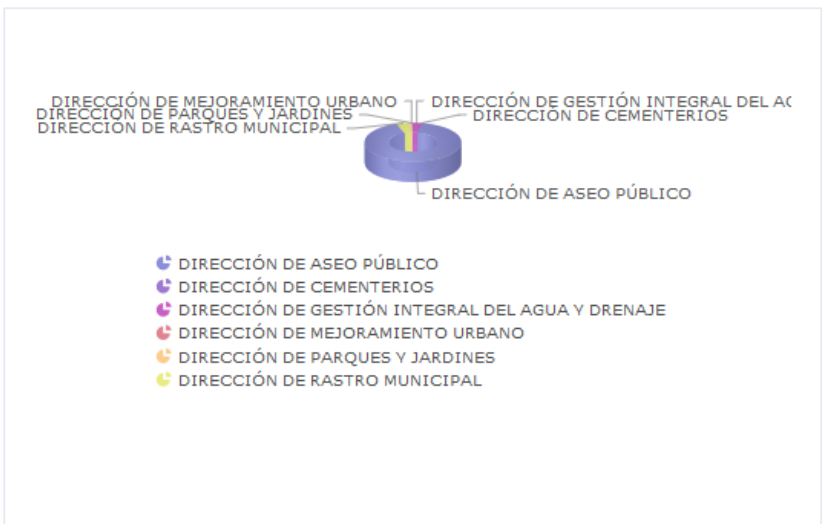 DIRECCIÓN DE MEJORAMIENTO URBANO
DIRECCIÓN DE GESTIÓN INTEGRAL DEL
DIRECCIÓN DE PARQUES Y JARDINES
DIRECCIÓN DE CEMENTERIOS
DIRECCIÓN DE RASTRO MUNICIPAL
DIRECCIÓN DE ASEO PÚBLICO
DIRECCIÓN DE ASEO PÚBLICO
DIRECCIÓN DE CEMENTERIOS
DIRECCIÓN DE GESTIÓN INTEGRAL DEL AGUA Y DRENAJE
DIRECCIÓN DE MEJORAMIENTO URBANO
DIRECCIÓN DE PARQUES Y JARDINES
DIRECCIÓN DE RASTRO MUNICIPAL